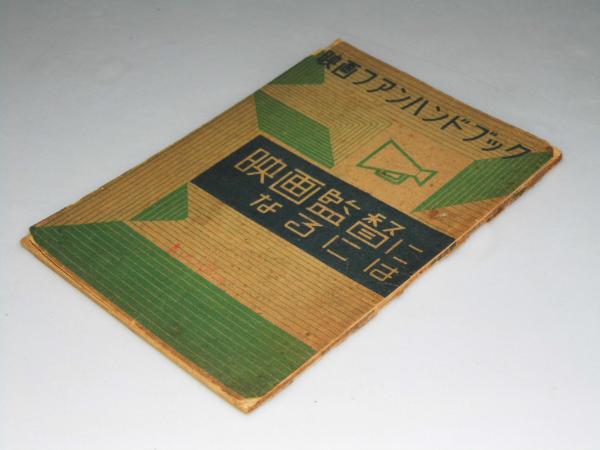 映画ファンハンドブック
映画監督に
なるには